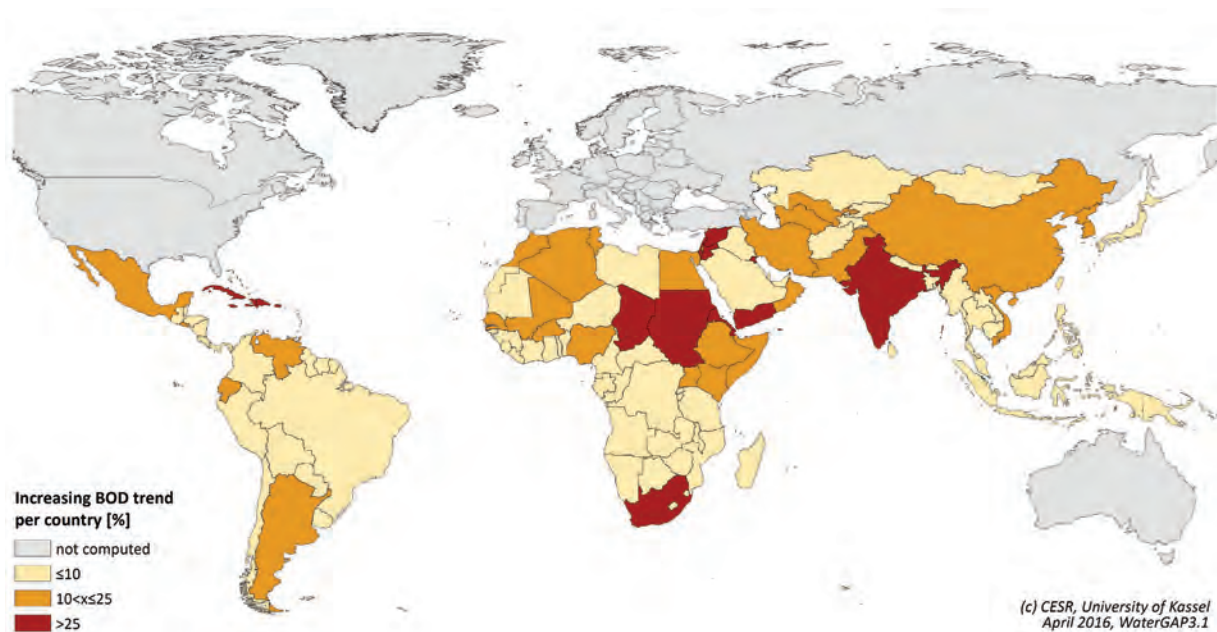 Increasing BOD trend
per country [%]
not computed
≤10
10<x≤25
>25
(c) CESR, University of Kassel
April 2016, WaterGAP3.1